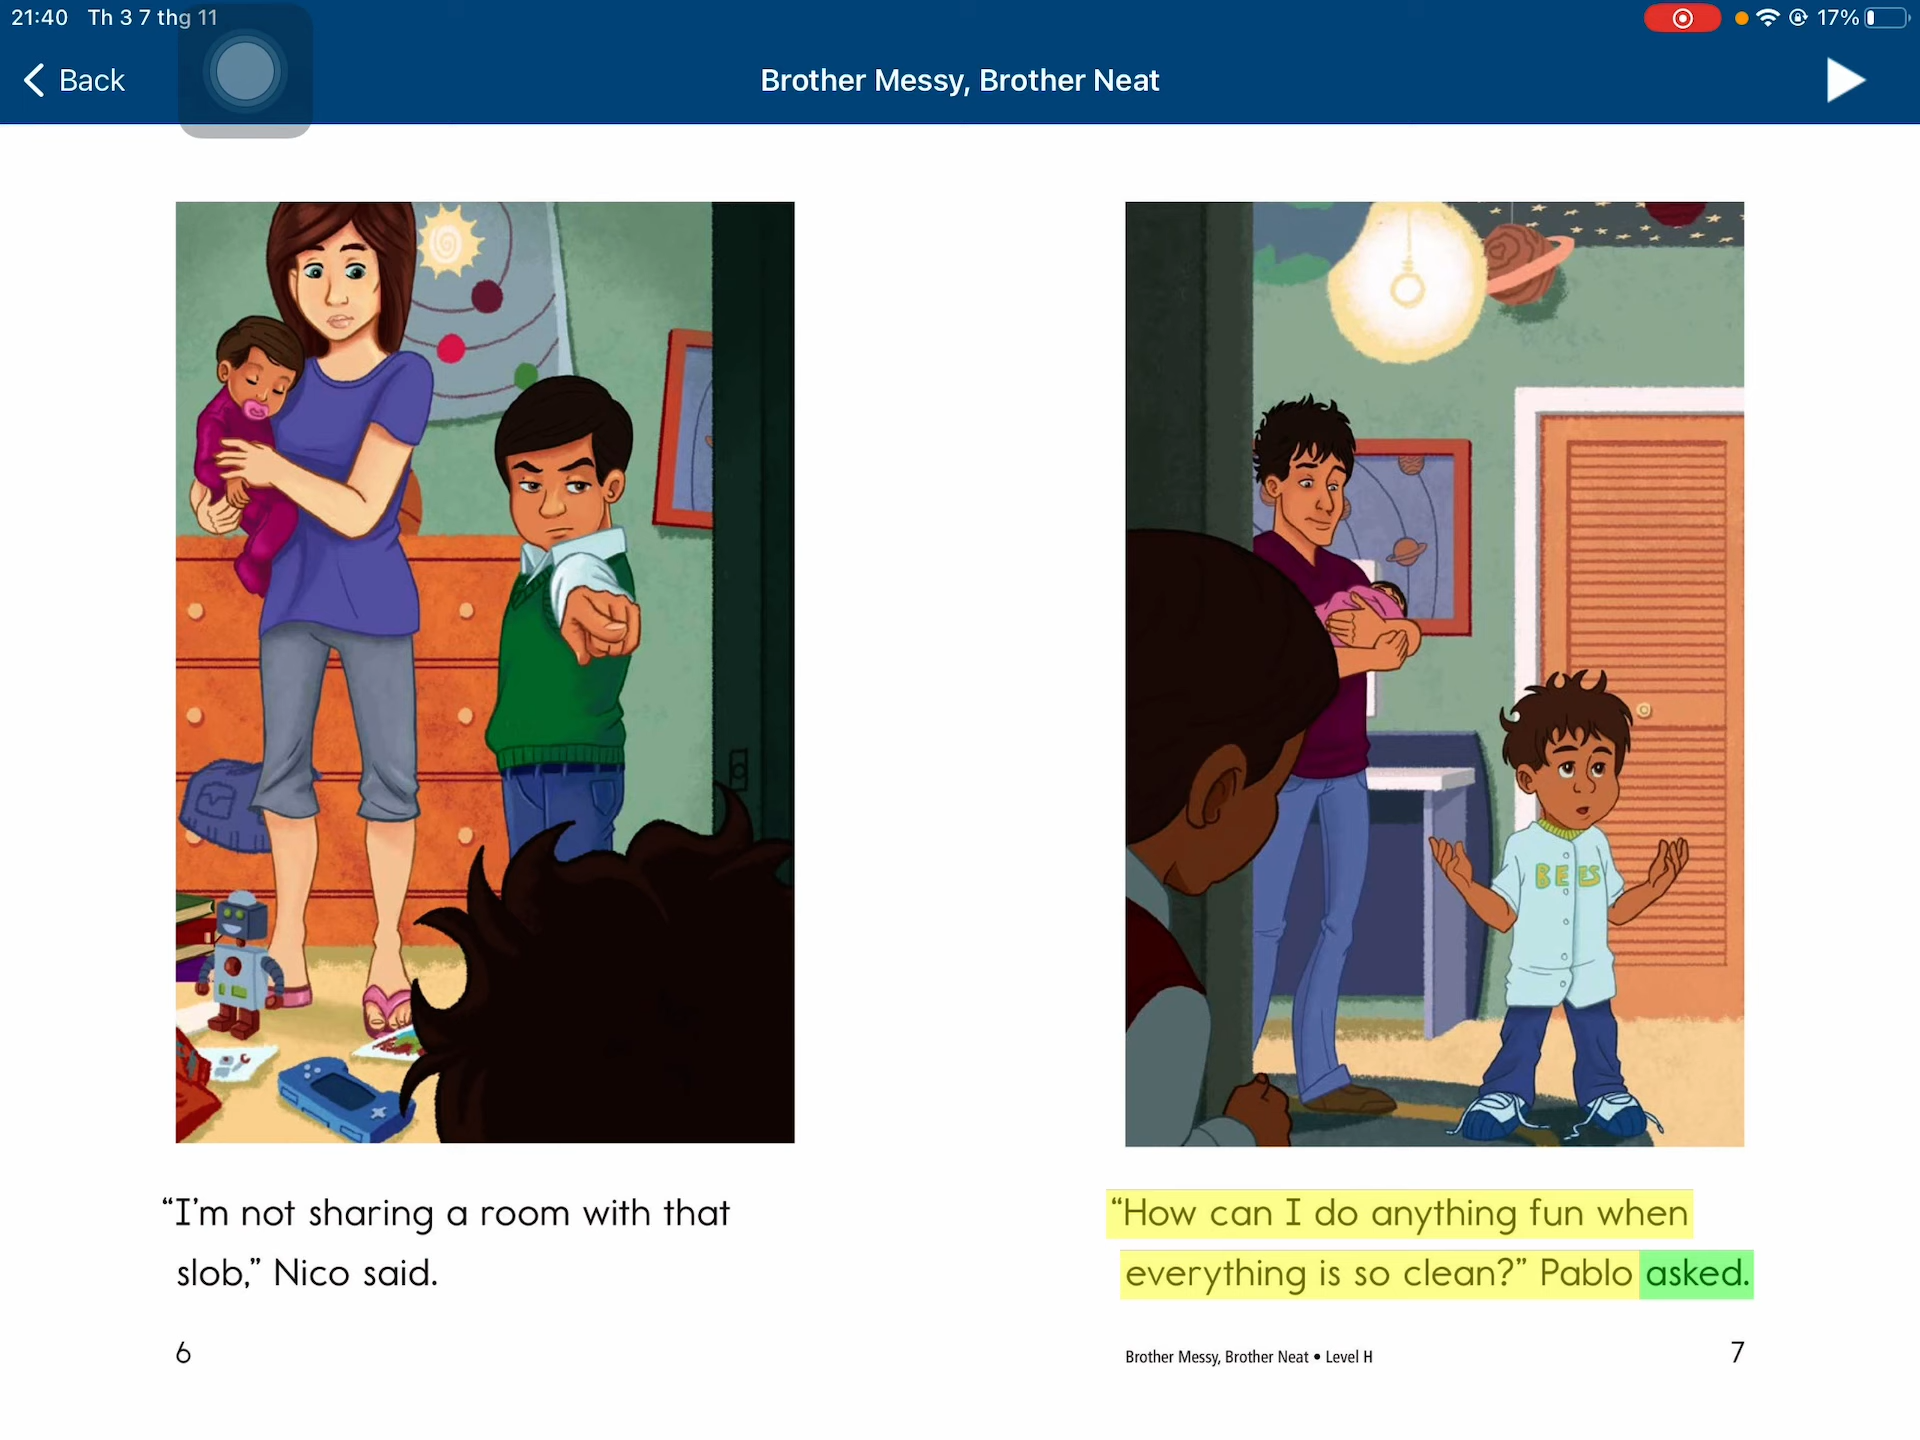 21:40 Th 3 7 thg 11
17%
Back
Brother Messy, Brother Neat
BEES
“I’m not sharing a room with that
slob,” Nico said.
6
“How can I do anything fun when
everything is so clean?” Pablo asked.
Brother Messy, Brother Neat • Level H
7